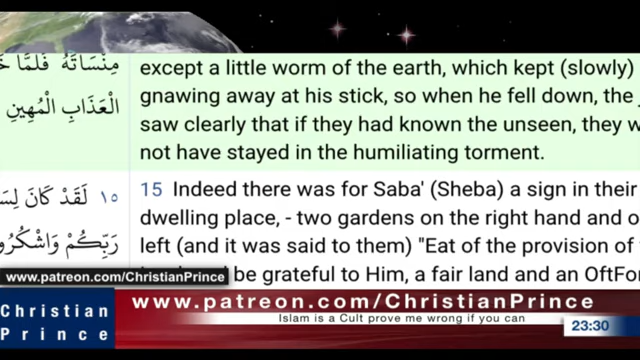 مِنْسَاتَهُ فَلَمَّا
الْعَذَابِ الْمُهِينِ
except a little worm of the earth, which kept (slowly)
gnawing away at his stick, so when he fell down, the
saw clearly that if they had known the unseen, they
not have stayed in the humiliating torment.
١٥ لَقَدْ كَانَ
رَبِّكُمْ
15 Indeed there was for Saba' (Sheba) a sign in their
dwelling place, - two gardens on the right hand and
left (and it was said to them) "Eat of the provision of
be grateful to Him, a fair land and an
www.patreon.com/ChristianPrince
Christian
Prince
www.patreon.com/ChristianPrince
Islam is a Cult prove me wrong if you can
23:30